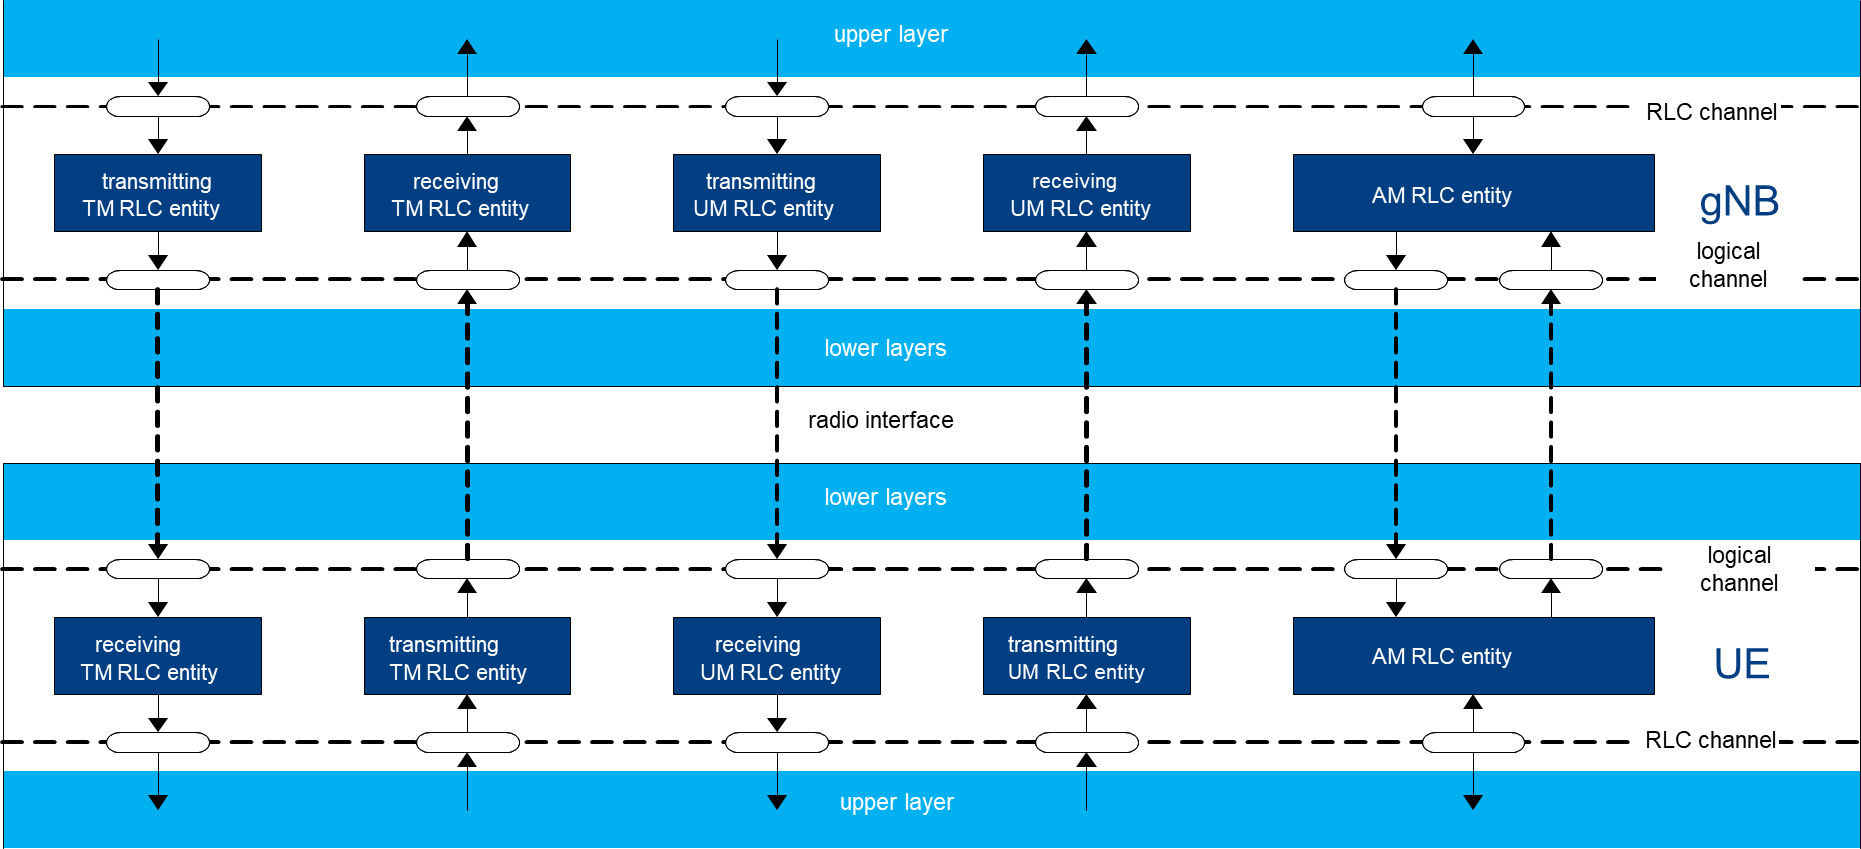 upper layer
RLC channel
transmitting
TM RLC entity
receiving
TM RLC entity
transmitting
UM RLC entity
receiving
UM RLC entity
AM RLC entity
gNB
logical
channel
lower layers
radio interface
lower layers
logical
channel
receiving
TM RLC entity
transmitting
TM RLC entity
receiving
UM RLC entity
transmitting
UM RLC entity
AM RLC entity
UE
RLC channel
upper layer